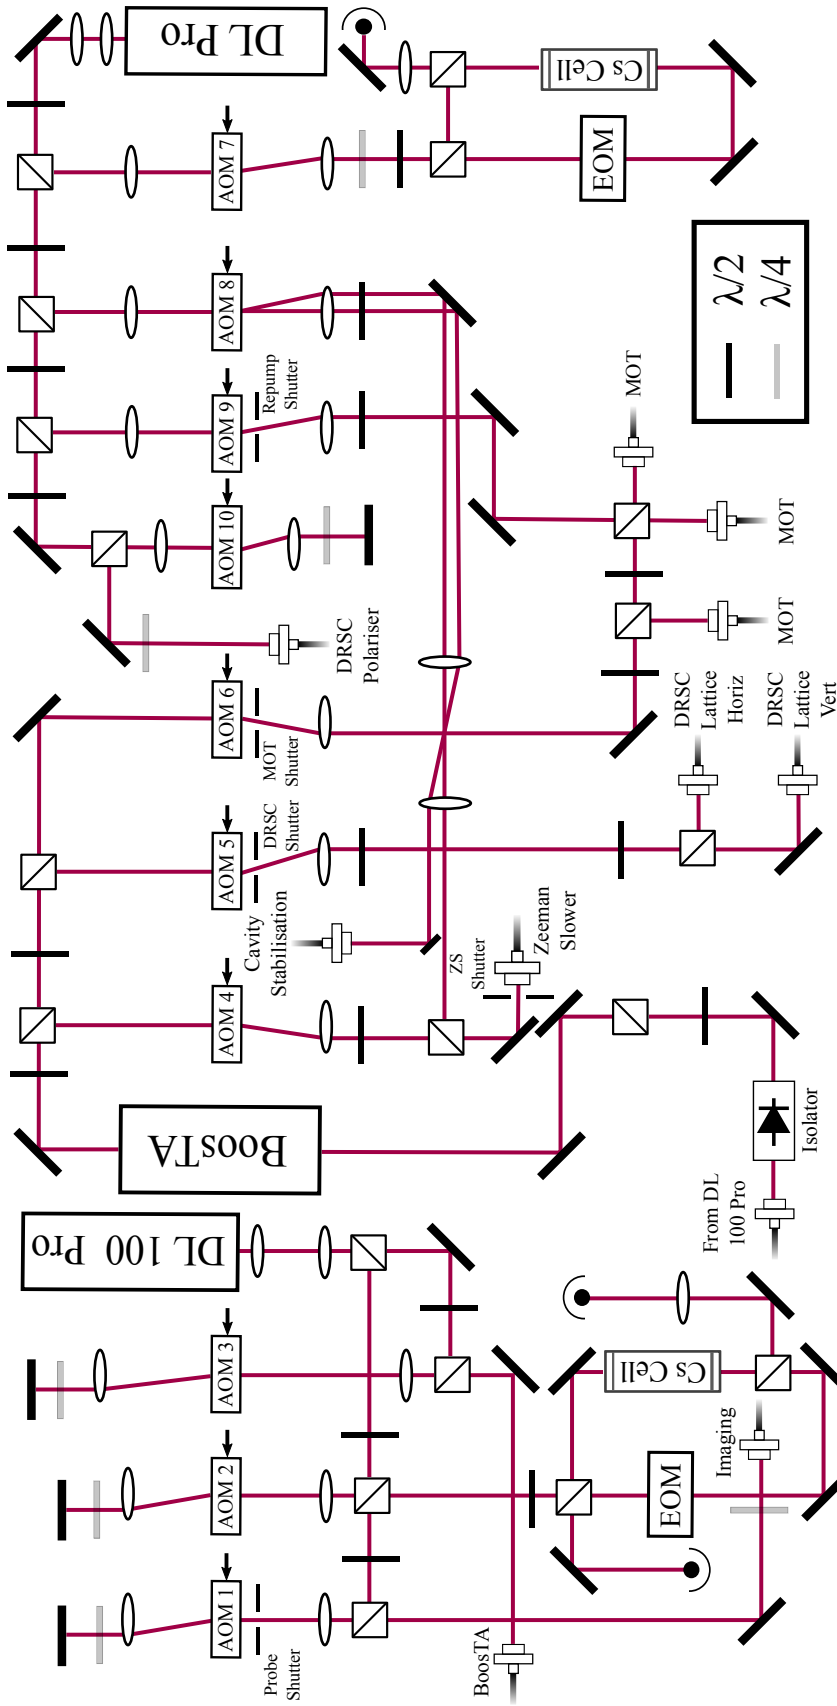 DL Pro
Cs Cell
AOM 7
EOM
AOM 8
λ/2
λ/4
AOM 9
Repump
Shutter
MOT
AOM 10
MOT
MOT
DRSC
Polariser
AOM 6
MOT
Shutter
DRSC
Lattice
Horiz
DRSC
Lattice
Vert
AOM 5
DRSC
Shutter
Cavity
Stabilisation
ZS
Shutter
Zeeman
Slower
AOM 4
BoosTA
Isolator
From DL
100 Pro
DL 100 Pro
AOM 3
Cs Cell
Imaging
AOM 2
EOM
AOM 1
Probe
Shutter
BoosTA